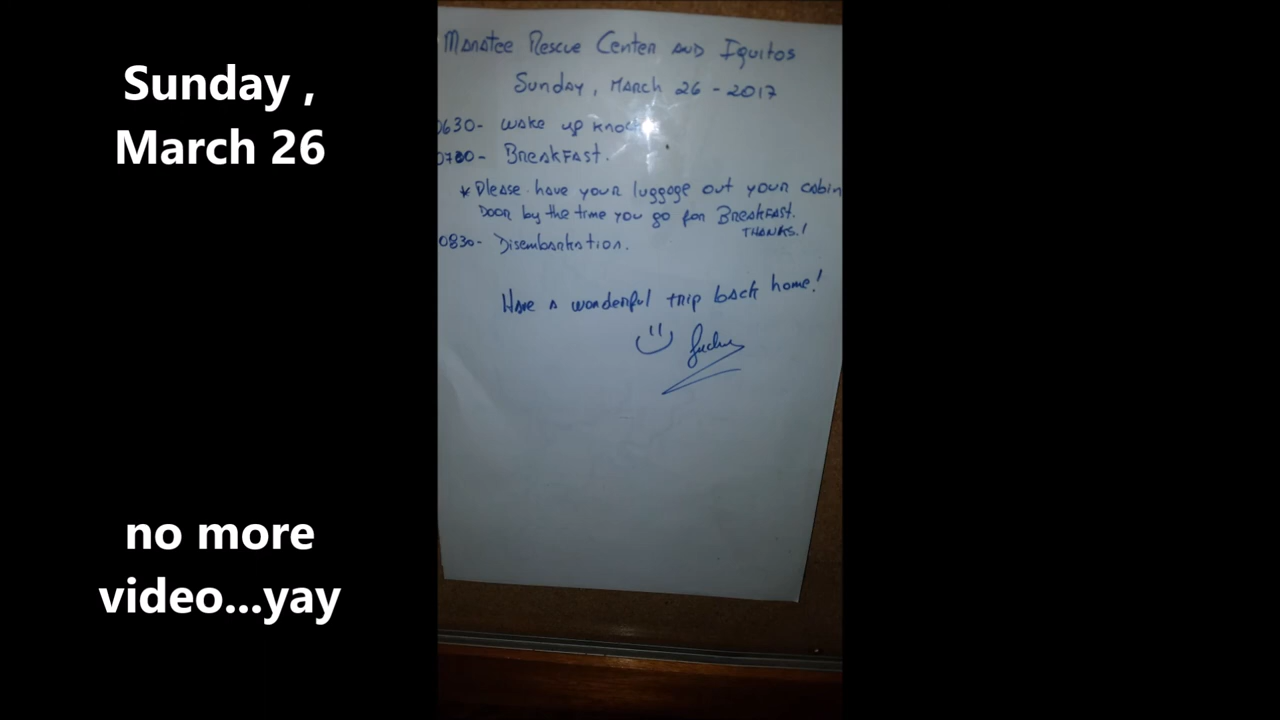 Sunday ,
March 26
no more
video...yay
Manatee Rescue Center and Iquitos
Sunday, March 26 - 2017
0630- wake up knock
0700- BreakFast.
* Please have your luggage out your cabin
Door by the time you go for BreakFast.
THANKS!
0830- Disembarkation.
Have a wonderful trip back home!